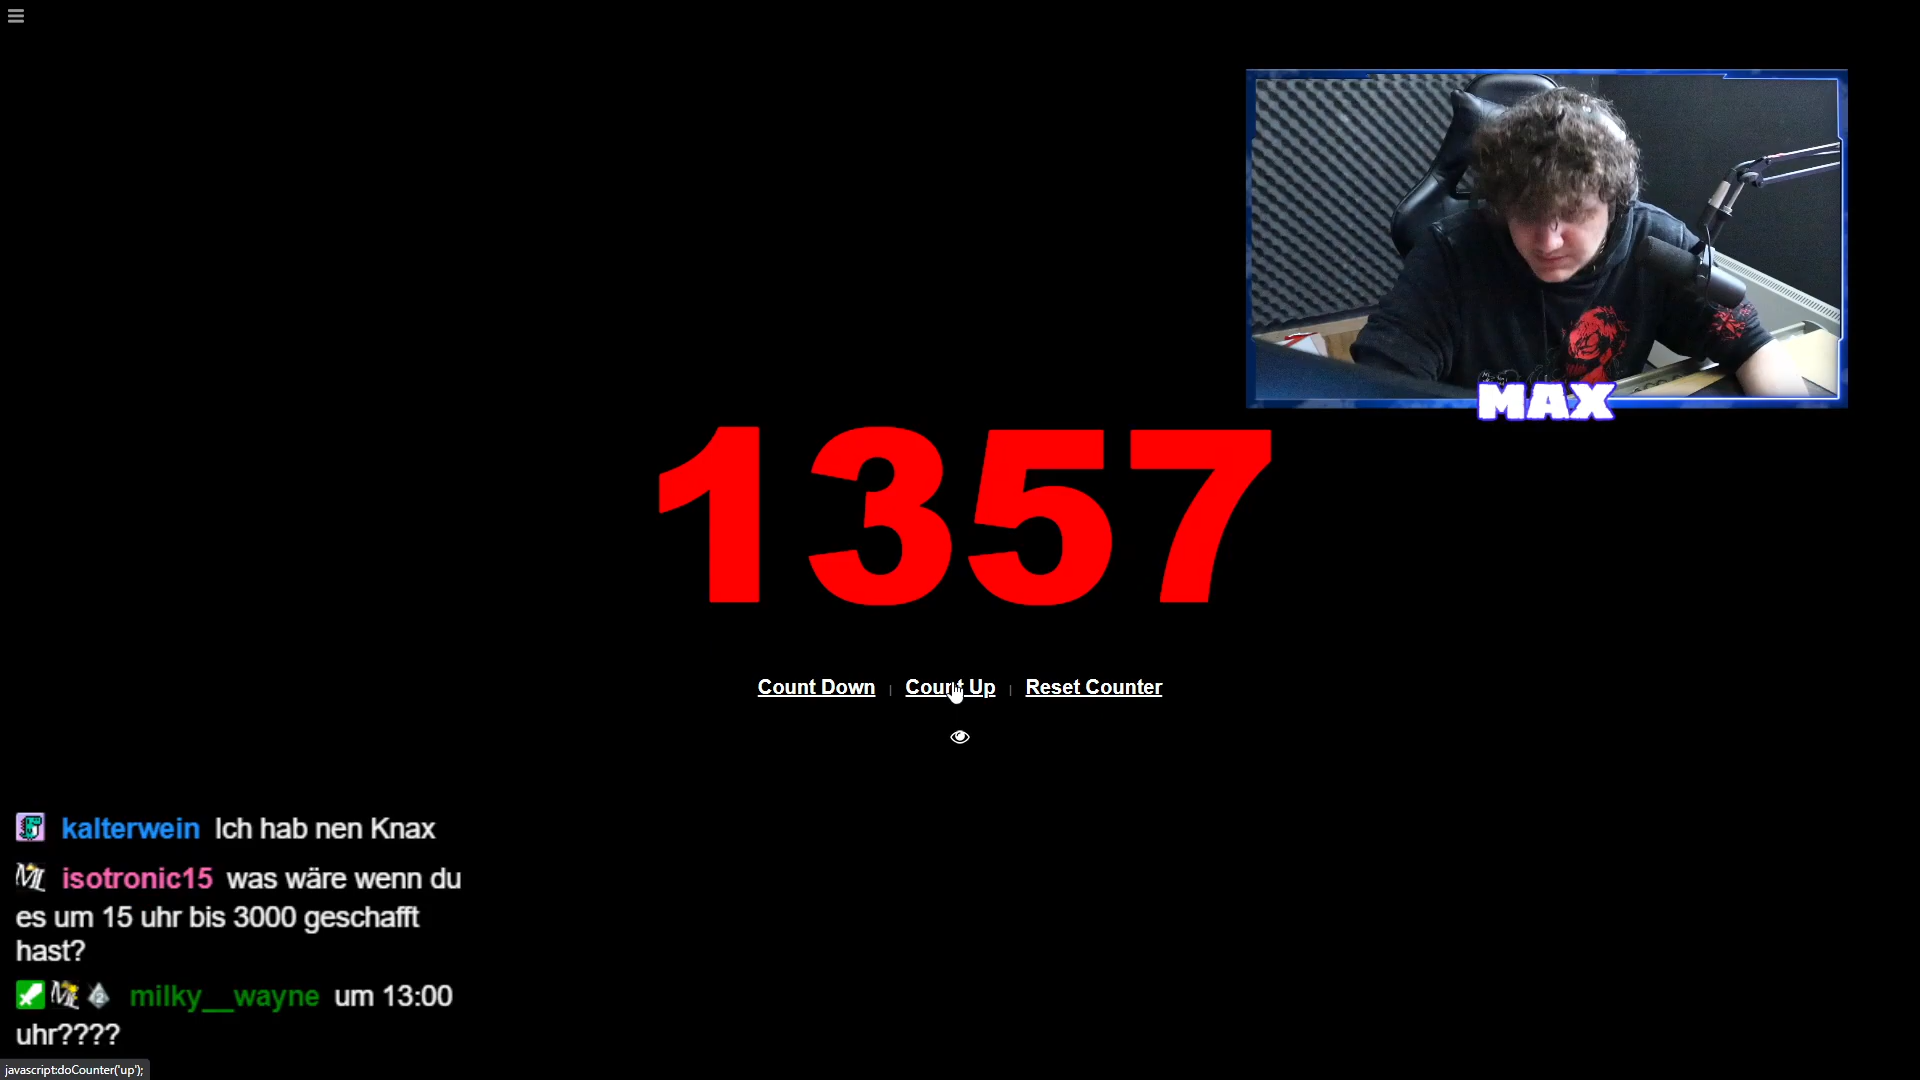 MAX
1357
Count Down | Count Up | Reset Counter
kalterwein Ich hab nen Knax
isotronic15 was wäre wenn du
es um 15 uhr bis 3000 geschafft
hast?
milky__wayne um 13:00
uhr????
javascript:doCounter('up');